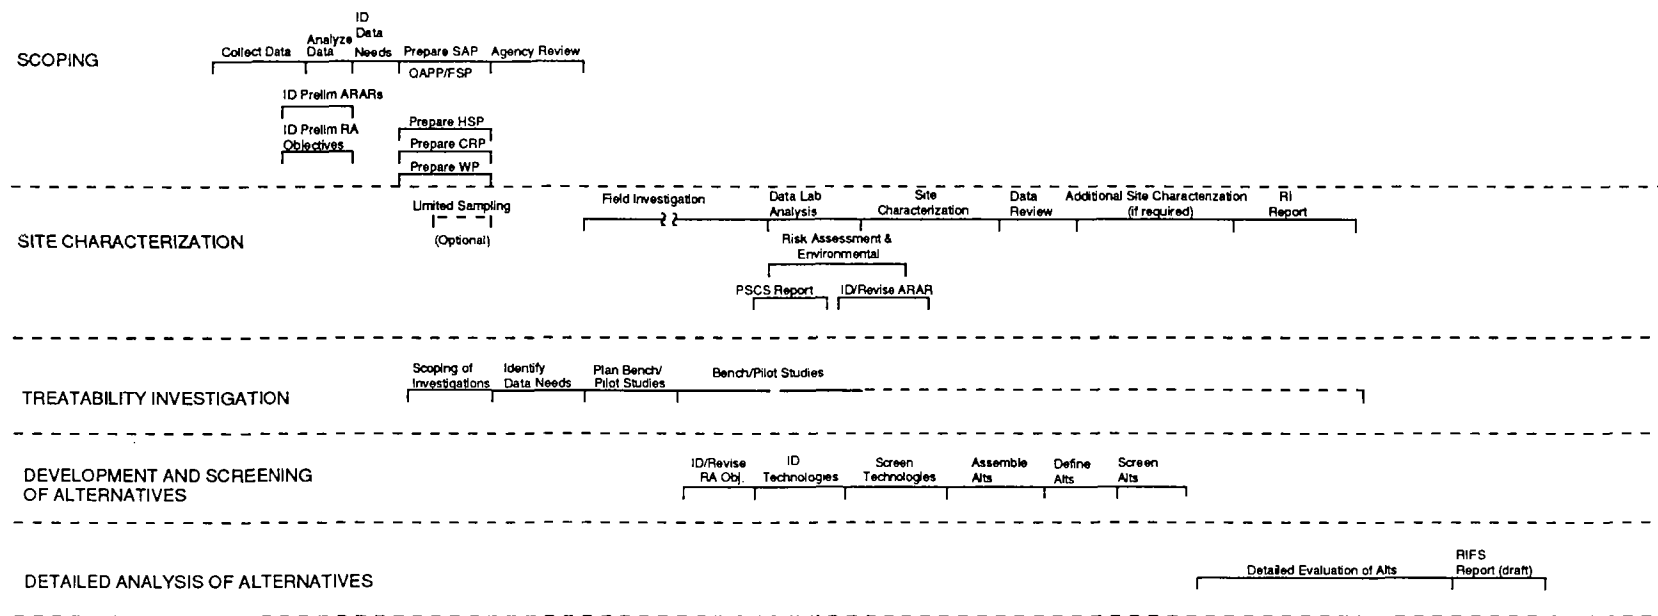 SCOPING
Collect Data
Analyze
Data
ID
Data
Needs
Prepare SAP
QAPP/FSP
Agency Review
ID Prelim ARARs
ID Prelim RA
Objectives
Prepare HSP
Prepare CRP
Prepare WP
SITE CHARACTERIZATION
Limited Sampling
(Optional)
Field Investigation
Data Lab
Analysis
Site
Characterization
Data
Review
Additional Site Characterization
(if required)
RI
Report
Risk Assessment &
Environmental
PSCS Report
ID/Revise ARAR
TREATABILITY INVESTIGATION
Scoping of
Investigations
Identify
Data Needs
Plan Bench/
Pilot Studies
Bench/Pilot Studies
DEVELOPMENT AND SCREENING
OF ALTERNATIVES
ID/Revise
RA Obj.
ID
Technologies
Screen
Technologies
Assemble
Alts
Define
Alts
Screen
Alts
DETAILED ANALYSIS OF ALTERNATIVES
Detailed Evaluation of Alts
RIFS
Report (draft)